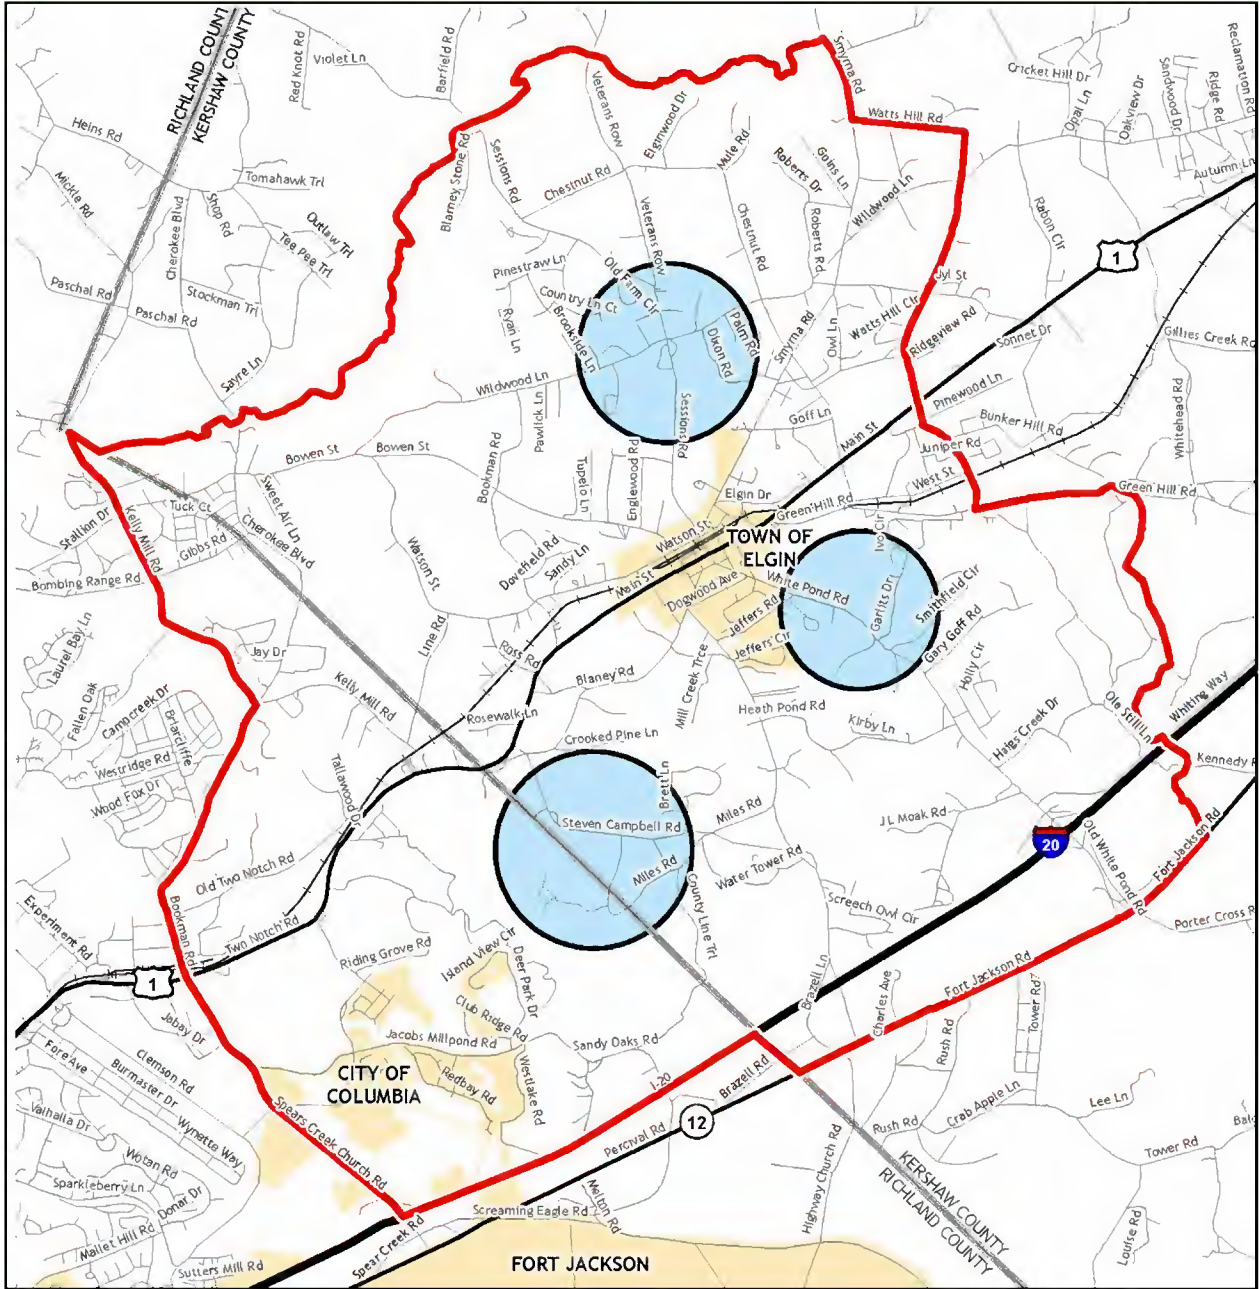 RICHLAND COUNT
KERSHAW COUNTY
Red Knot Rd
Violet Ln
Barfield Rd
Smyrna Rd
Veterans Row
Elginwood Dr
Cricket Hill Dr
Opal Ln
Oakview Dr
Sandwood Dr
Ridge Rd
Reclamation Rd
Heins Rd
Watts Hill Rd
Mule Rd
Blarney Stone Rd
Sessions Rd
Chestnut Rd
Roberts Dr
Goins Ln
Wildwood Ln
Autumn Ln
Mickle Rd
Tomahawk Trl
Cherokee Blvd
Shop Rd
Outlaw Trl
Tee Pee Trl
Veterans Row
Chestnut Rd
Roberts Rd
Rabon Cir
1
Pinestraw Ln
Old Farm Cir
Jyl St
Paschal Rd
Stockman Trl
Paschal Rd
Country Ln Ct
Ryan Ln
Brookside Ln
Palm Rd
Dixon Rd
Smyrna Rd
Owl Ln
Watts Hill Cir
Ridgeview Rd
Sonnet Dr
Gillies Creek Rd
Sayre Ln
Wildwood Ln
Pinewood Ln
Sessions Rd
Goff Ln
Bunker Hill Rd
Whitehead Rd
Pawlick Ln
Main St
Juniper Rd
Bowen St
Bowen St
Bookman Rd
Tupelo Ln
Englewood Rd
West St
Sweet Air Ln
Elgin Dr
Green Hill Rd
Green Hill Rd
Stallion Dr
Tuck Ct
Kelly Mill Rd
Gibbs Rd
Cherokee Blvd
Watson St
TOWN OF
ELGIN
Ivo Cir
Watson St
Dovefield Rd
Sandy Ln
Main St
Bombing Range Rd
Dogwood Ave
White Pond Rd
Garlits Dr
Smithfield Cir
Jeffers Rd
Jeffers Cir
Gary Goff Rd
Holly Cir
Laurel Bay Ln
Line Rd
Jay Dr
Ross Rd
Blaney Rd
Mill Creek Trce
Kelly Mill Rd
Fallen Oak
Camocreek Dr
Briarcliffe
Rosewalk Ln
Heath Pond Rd
Kirby Ln
Haigs Creek Dr
Old Still Ln
Whiting Way
Westridge Rd
Crooked Pine Ln
Kennedy R
Wood Fox Dr
Tallawood Dr
Brett Ln
Steven Campbell Rd
Miles Rd
J L Moak Rd
20
Old White Pond Rd
Fort Jackson Rd
Miles Rd
Water Tower Rd
Old Two Notch Rd
County Line Trl
Screech Owl Cir
Porter Cross R
Bookman Rd
Experiment Rd
Two Notch Rd
Riding Grove Rd
Island View Cir
Deer Park Dr
Brazell Ln
Fort Jackson Rd
Charles Ave
Tower Rd
1
Jabay Dr
Club Ridge Rd
Jacobs Millpond Rd
Sandy Oaks Rd
Rush Rd
Fore Ave
Clemson Rd
Burmaster Dr
CITY OF
COLUMBIA
Redbay Rd
Westlake Rd
I-20
Brazell Rd
Crab Apple Ln
Lee Ln
Valhalla Dr
Wynette Way
Spears Creek Church Rd
12
Percival Rd
Rush Rd
Wotan Rd
Tower Rd
KERSHAW COUNTY
RICHLAND COUNTY
Sparkleberry Ln
Donar Dr
Melton Rd
Highway Church Rd
Screaming Eagle Rd
Mallet Hill Rd
Spear Creek Rd
Louise Rd
Sutters Mill Rd
FORT JACKSON